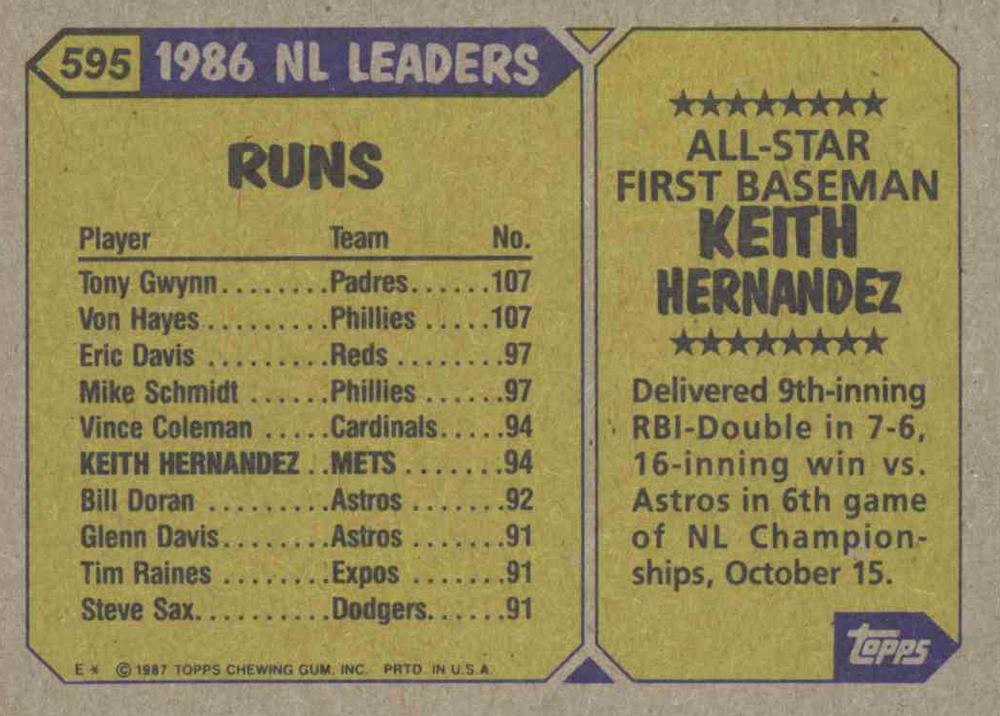 595 1986 NL LEADERS
RUNS
Player Team No.
Tony Gwynn........Padres......107
Von Hayes.........Phillies.....107
Eric Davis.........Reds........97
Mike Schmidt......Phillies......97
Vince Coleman.....Cardinals.....94
KEITH HERNANDEZ..METS.......94
Bill Doran.........Astros.......92
Glenn Davis........Astros.......91
Tim Raines........Expos.......91
Steve Sax..........Dodgers......91
E* © 1987 TOPPS CHEWING GUM, INC. PRTD. IN U.S.A.
★★★★★★★★
ALL-STAR
FIRST BASEMAN
KEITH
HERNANDEZ
★★★★★★★★
Delivered 9th-inning
RBI-Double in 7-6,
16-inning win vs.
Astros in 6th game
of NL Champion-
ships, October 15.
topps